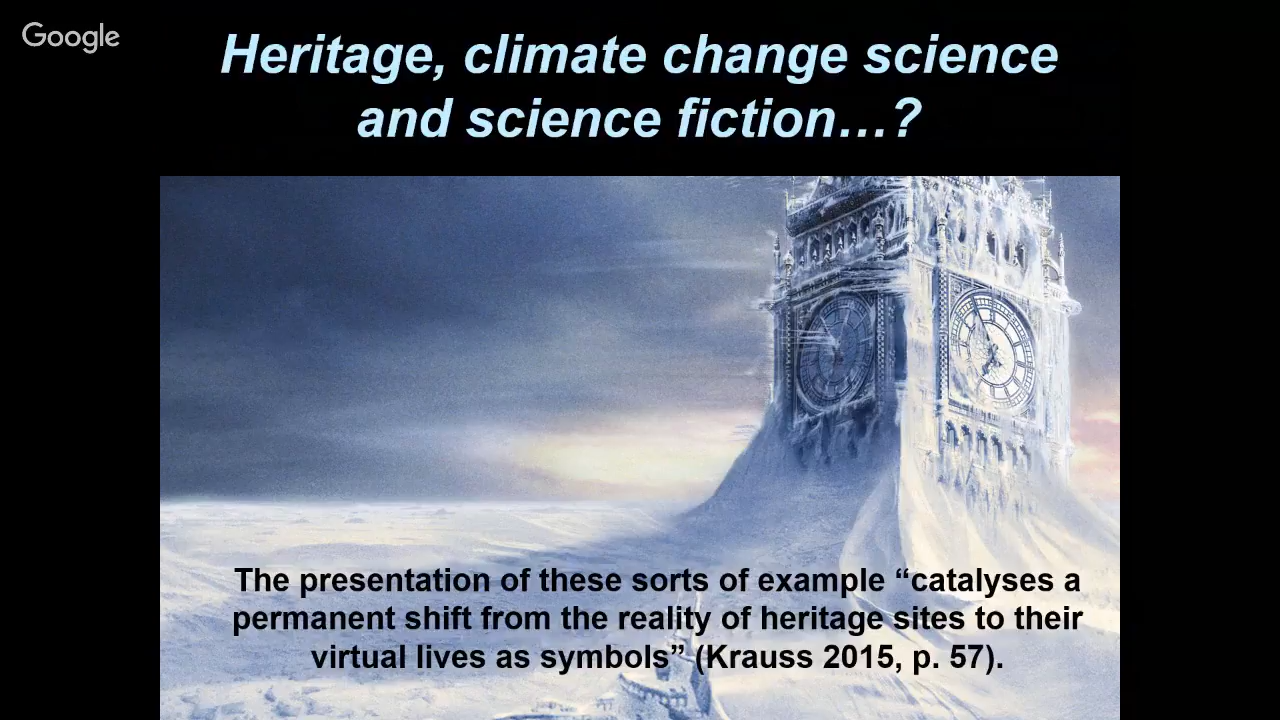 Google
Heritage, climate change science
and science fiction…?
The presentation of these sorts of example “catalyses a
permanent shift from the reality of heritage sites to their
virtual lives as symbols” (Krauss 2015, p. 57).